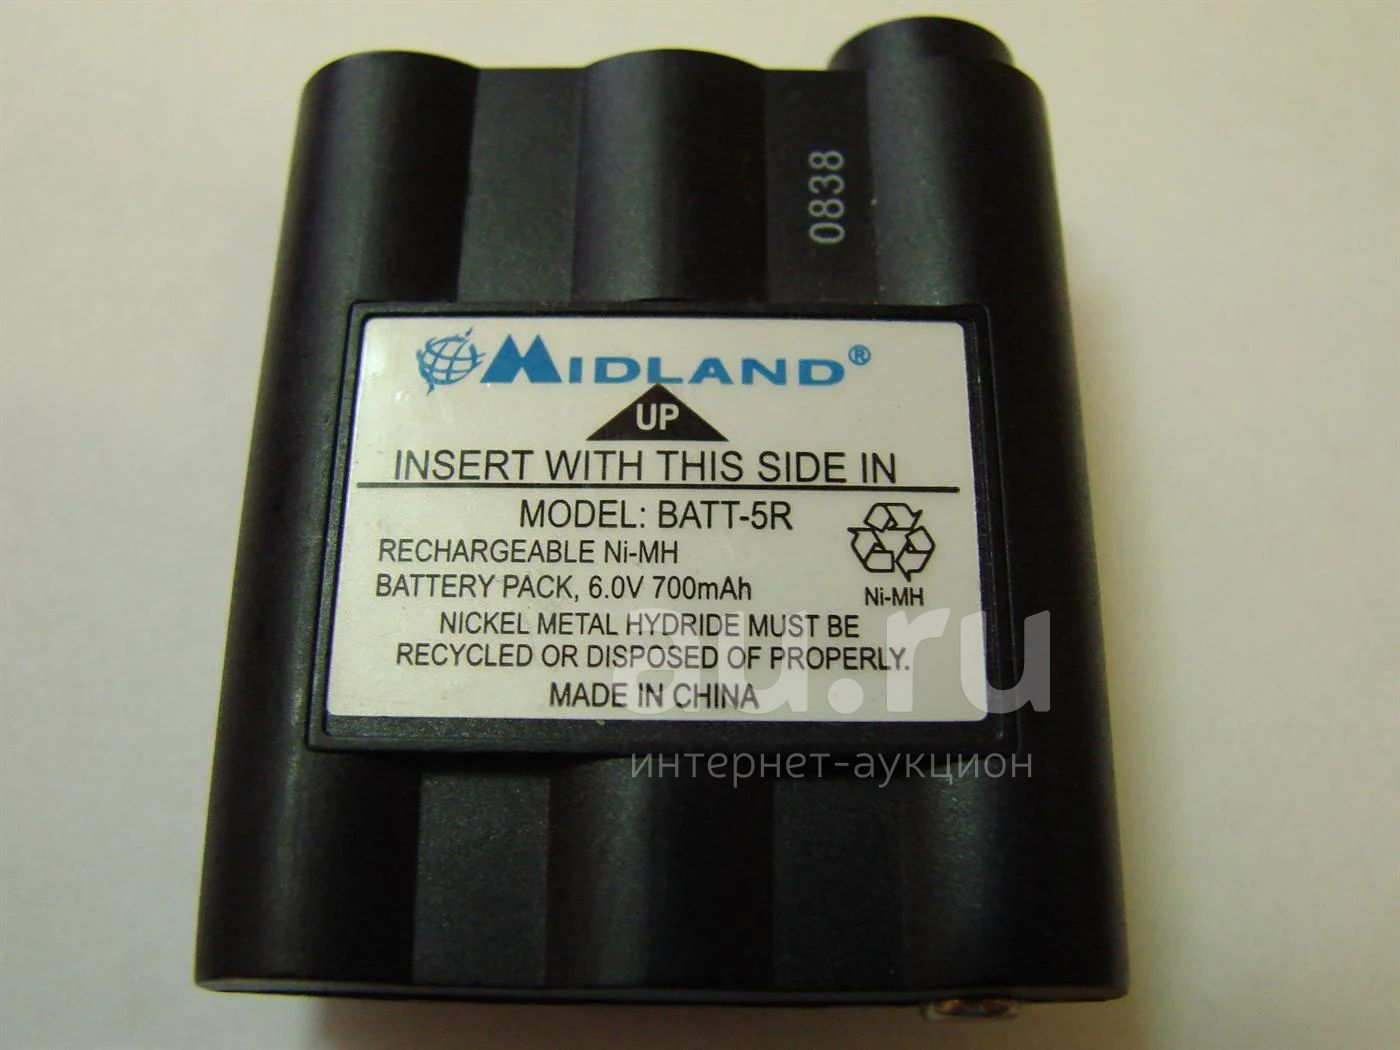 0838
MIDLAND®
UP
INSERT WITH THIS SIDE IN
MODEL: BATT-5R
RECHARGEABLE Ni-MH
BATTERY PACK, 6.0V 700mAh
Ni-MH
NICKEL METAL HYDRIDE MUST BE
RECYCLED OR DISPOSED OF PROPERLY.
MADE IN CHINA
au.ru
интернет-аукцион